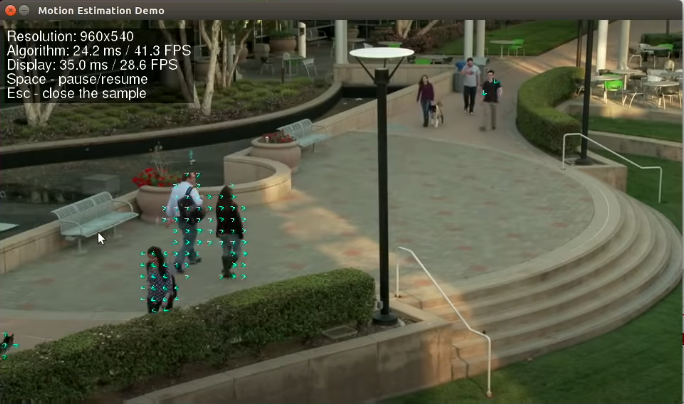 Motion Estimation Demo
Resolution: 960x540
Algorithm: 24.2 ms / 41.3 FPS
Display: 35.0 ms / 28.6 FPS
Space - pause/resume
Esc - close the sample